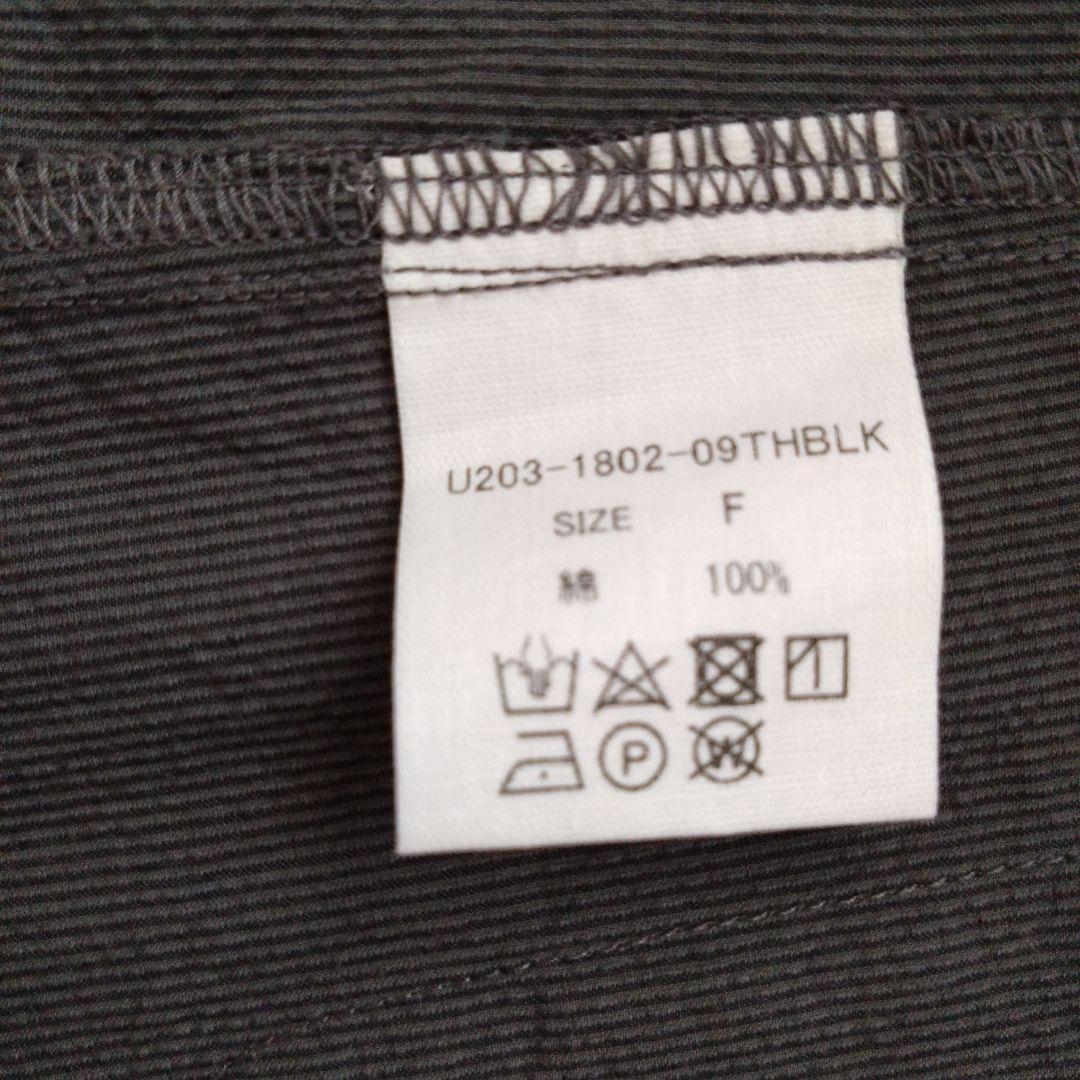 U203-1802-09THBLK
SIZE F
綿 100%
P
W